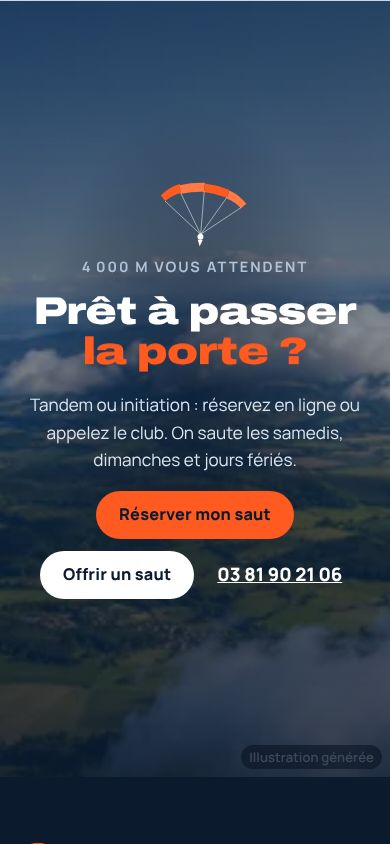 4 000 M VOUS ATTENDENT
Prêt à passer
la porte ?
Tandem ou initiation : réservez en ligne ou
appelez le club. On saute les samedis,
dimanches et jours fériés.
Réserver mon saut
Offrir un saut
03 81 90 21 06
Illustration générée